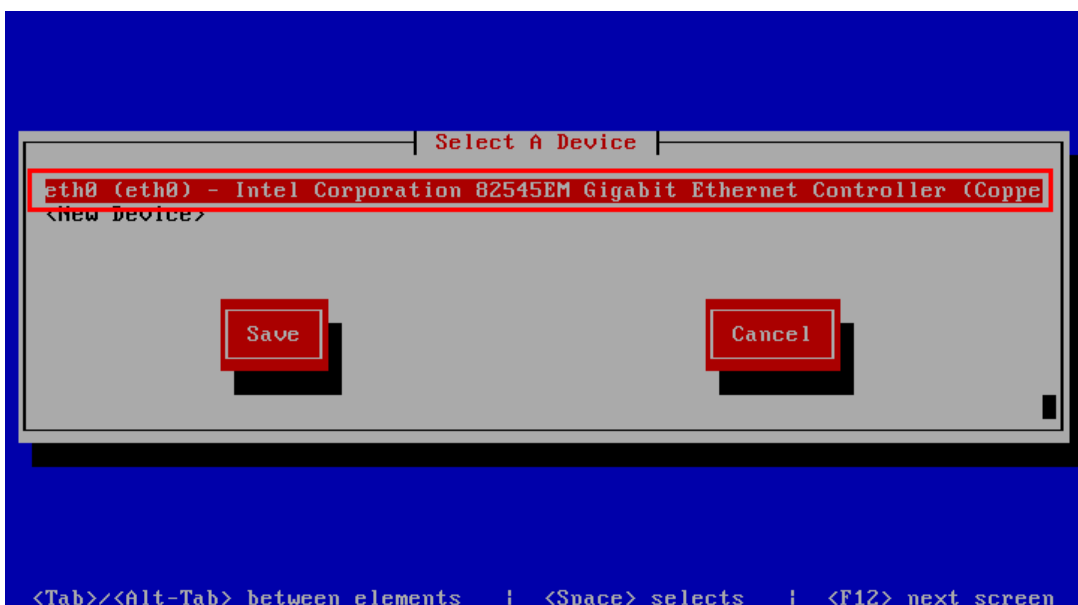 Select A Device
eth0 (eth0) - Intel Corporation 82545EM Gigabit Ethernet Controller (Coppe
<New Device>
Save Cancel
<Tab>/<Alt-Tab> between elements | <Space> selects | <F12> next screen